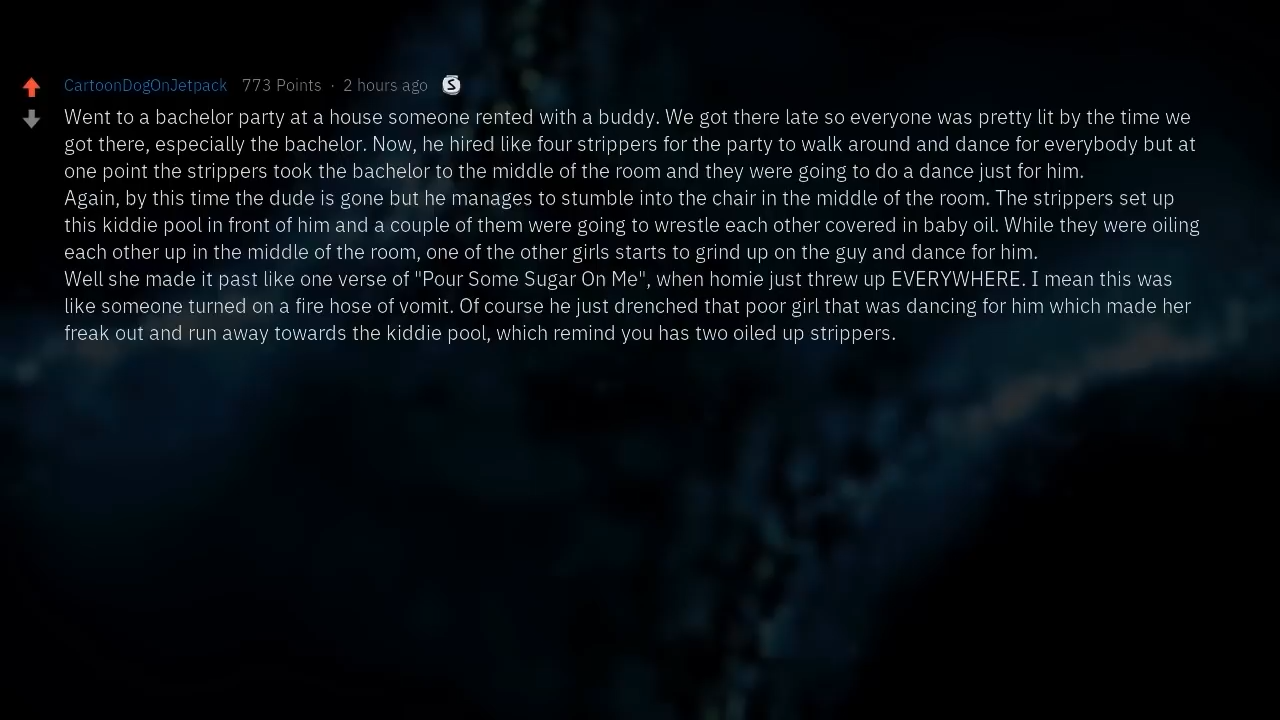 CartoonDogOnJetpack 773 Points · 2 hours ago S
Went to a bachelor party at a house someone rented with a buddy. We got there late so everyone was pretty lit by the time we
got there, especially the bachelor. Now, he hired like four strippers for the party to walk around and dance for everybody but at
one point the strippers took the bachelor to the middle of the room and they were going to do a dance just for him.
Again, by this time the dude is gone but he manages to stumble into the chair in the middle of the room. The strippers set up
this kiddie pool in front of him and a couple of them were going to wrestle each other covered in baby oil. While they were oiling
each other up in the middle of the room, one of the other girls starts to grind up on the guy and dance for him.
Well she made it past like one verse of "Pour Some Sugar On Me", when homie just threw up EVERYWHERE. I mean this was
like someone turned on a fire hose of vomit. Of course he just drenched that poor girl that was dancing for him which made her
freak out and run away towards the kiddie pool, which remind you has two oiled up strippers.